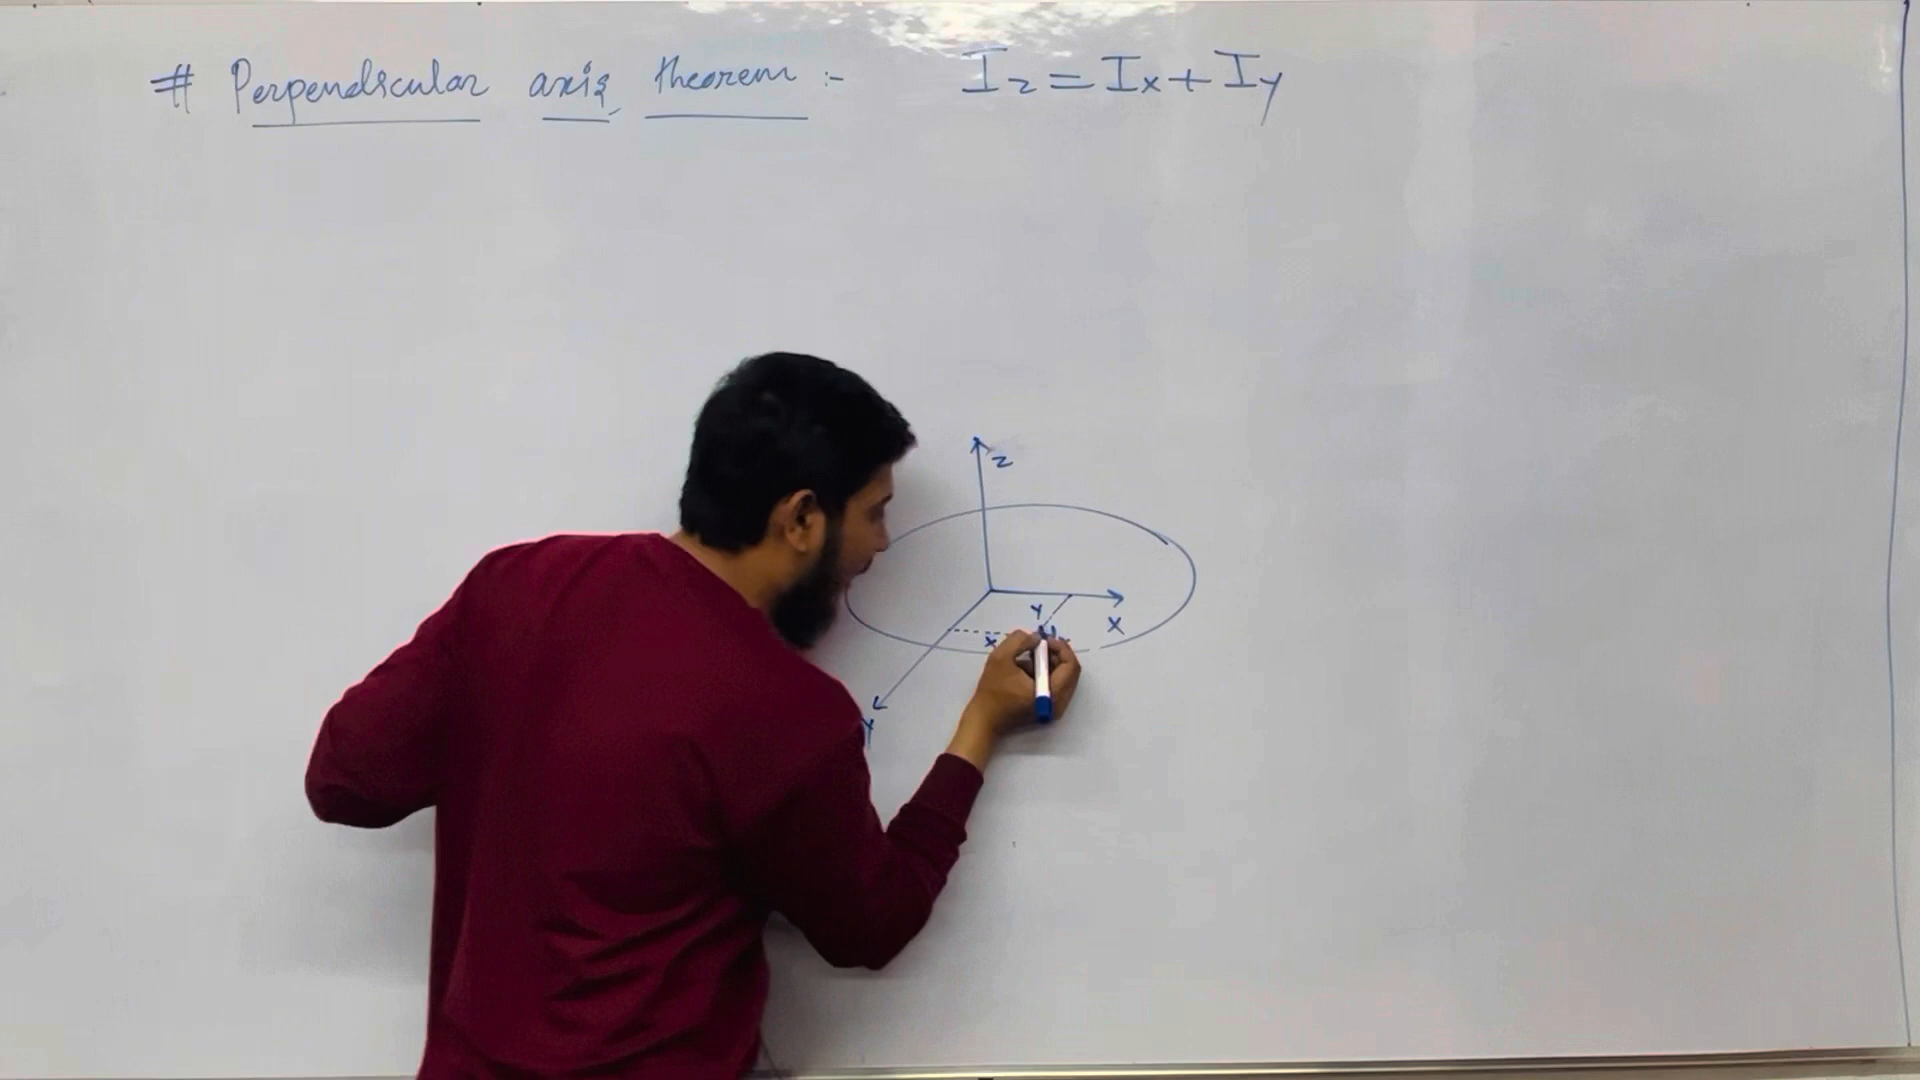 # Perpendicular axis theorem :- Iz = Ix + Iy
z
y
x
x
y